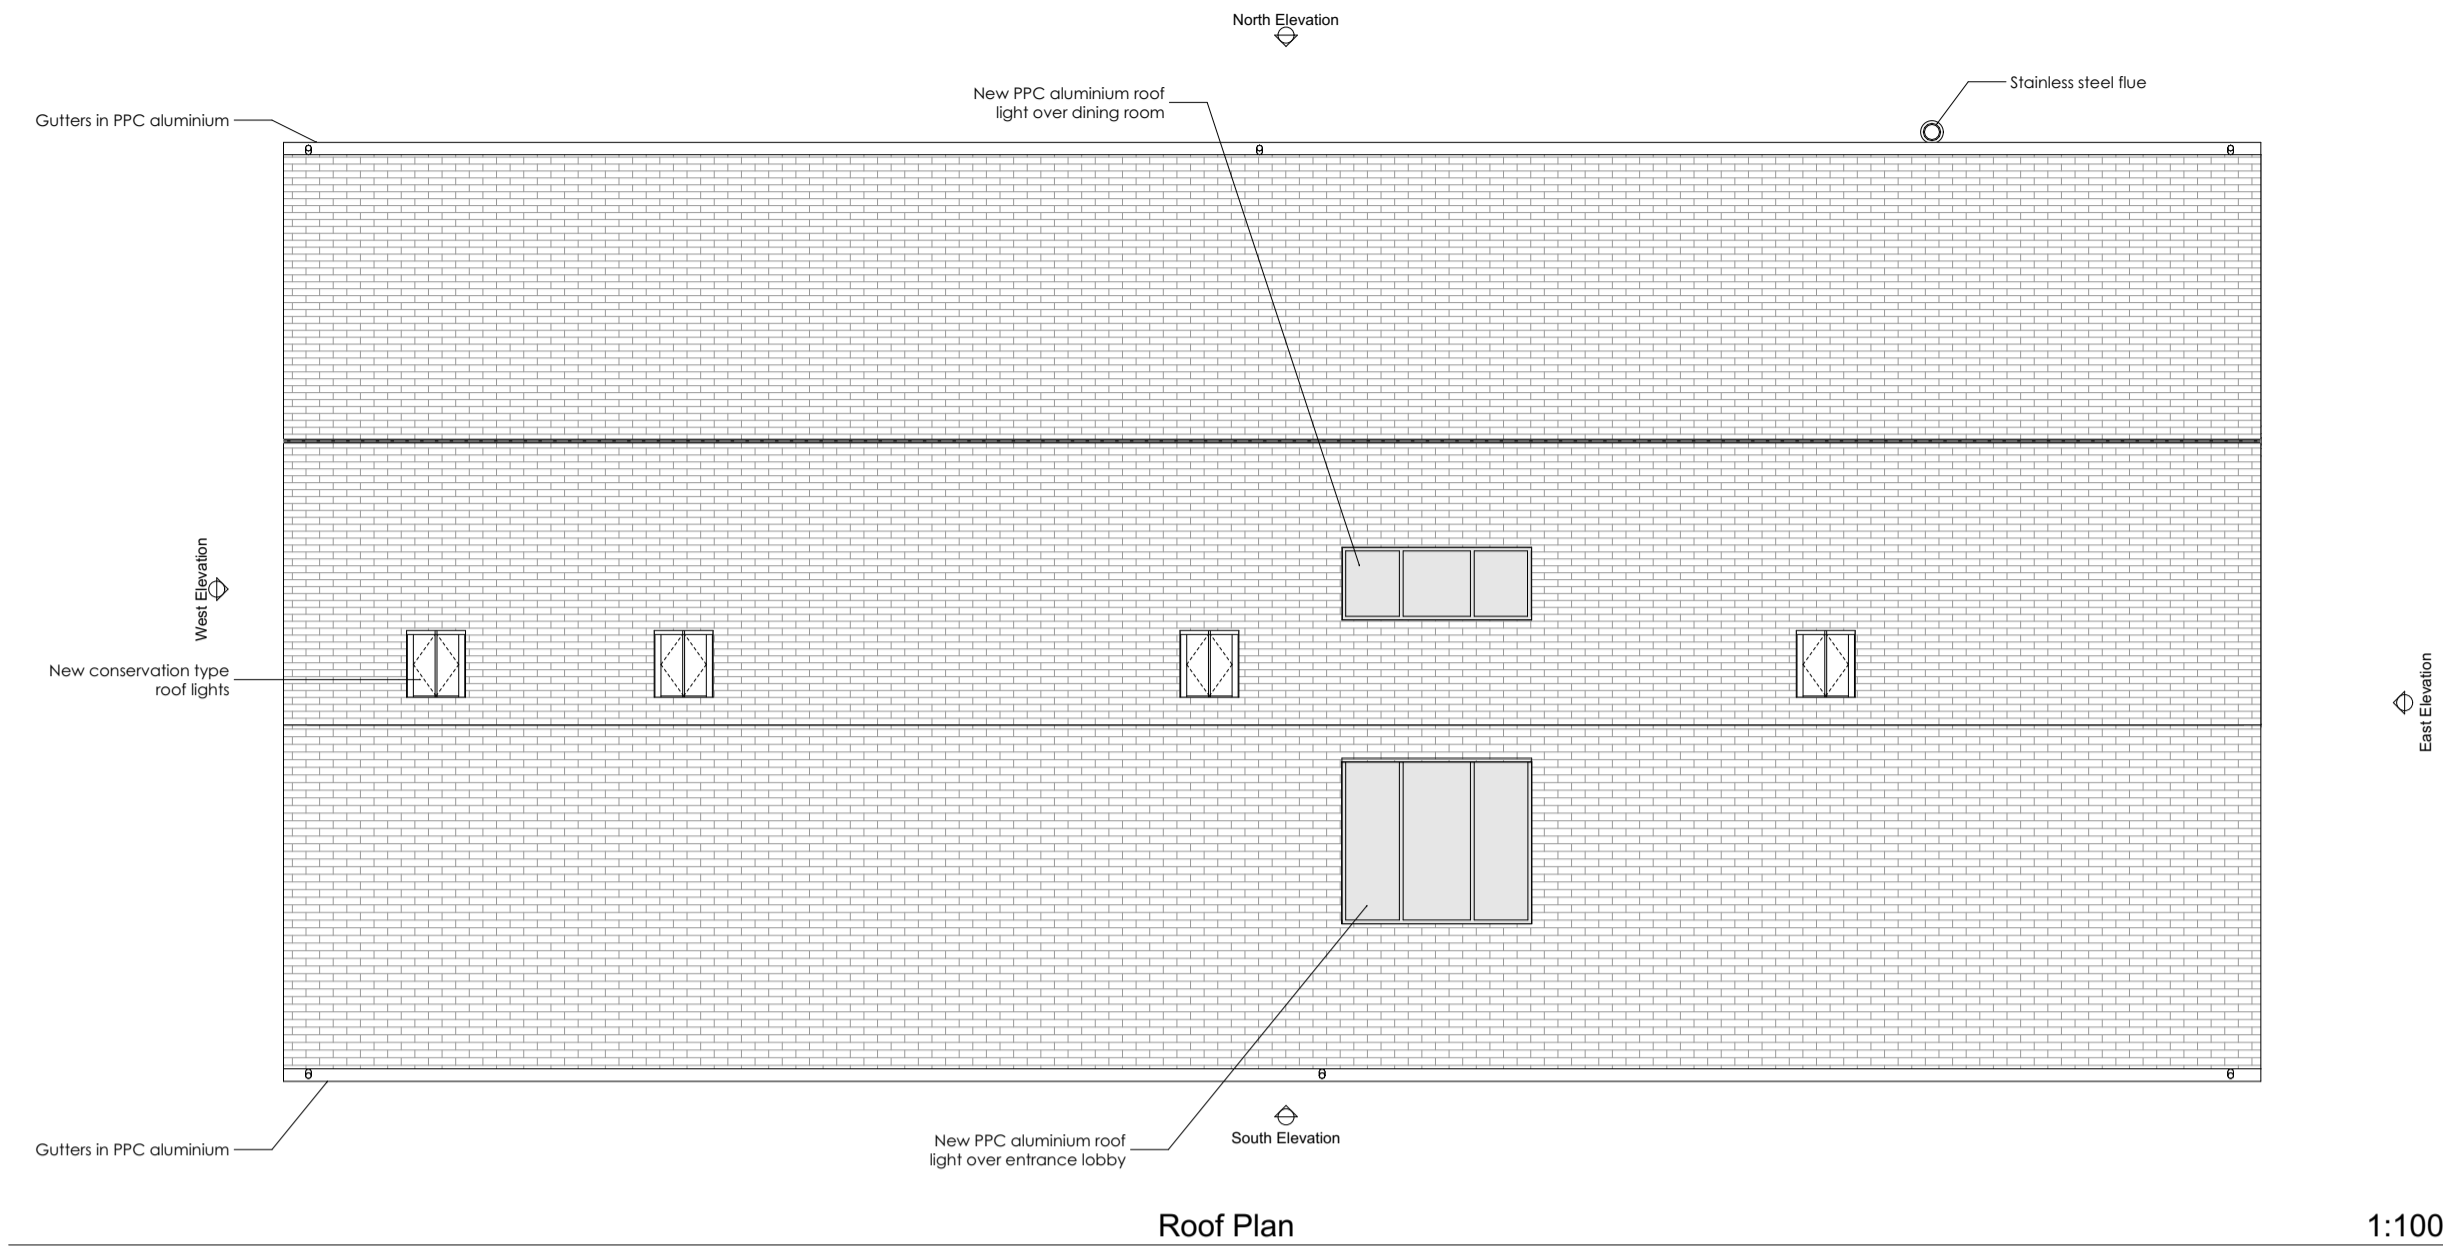 North Elevation
New PPC aluminium roof
light over dining room
Stainless steel flue
Gutters in PPC aluminium
West Elevation
New conservation type
roof lights
East Elevation
Gutters in PPC aluminium
New PPC aluminium roof
light over entrance lobby
South Elevation
Roof Plan
1:100